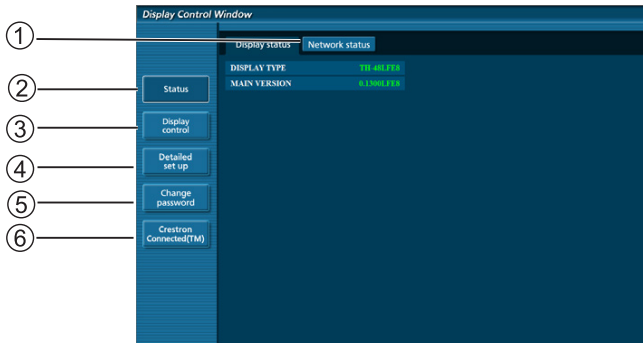 Display Control Window
1
Display status
Network status
DISPLAY TYPE TH-48LFE8
MAIN VERSION 0.1300LFE8
2
Status
3
Display
control
4
Detailed
set up
5
Change
password
6
Crestron
Connected(TM)